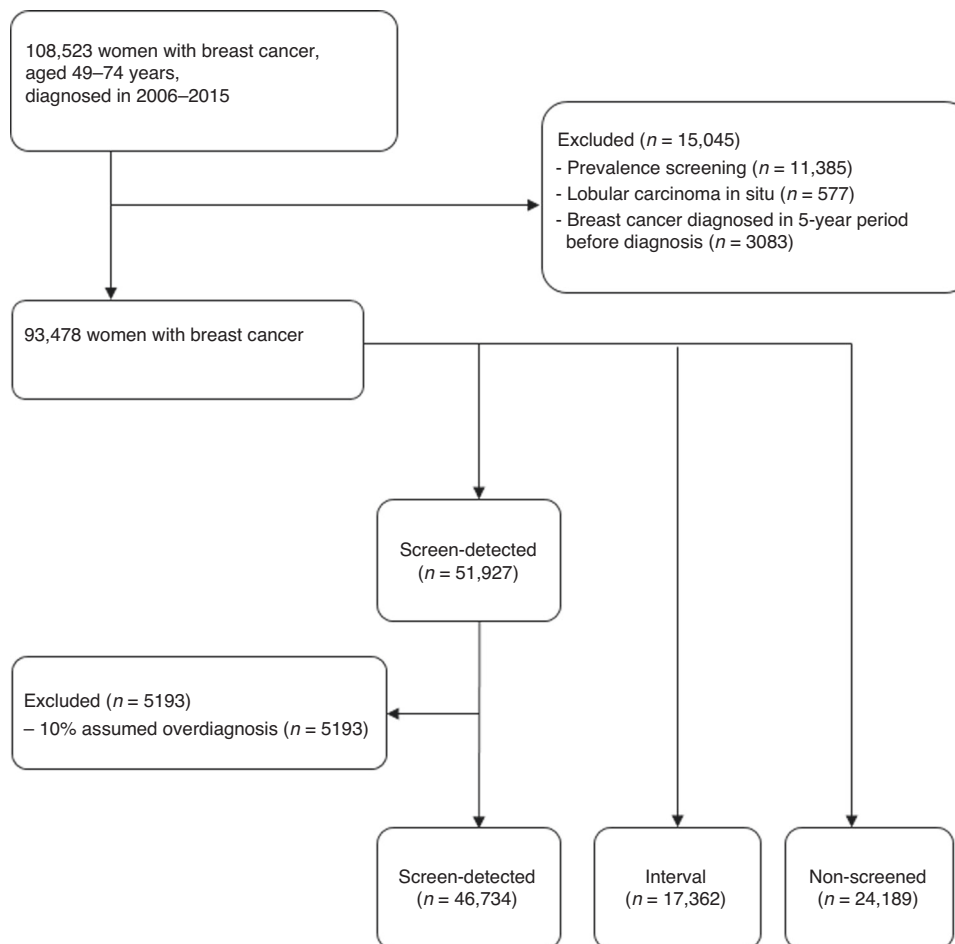 108,523 women with breast cancer,
aged 49–74 years,
diagnosed in 2006–2015
Excluded (n = 15,045)
- Prevalence screening (n = 11,385)
- Lobular carcinoma in situ (n = 577)
- Breast cancer diagnosed in 5-year period
before diagnosis (n = 3083)
93,478 women with breast cancer
Screen-detected
(n = 51,927)
Excluded (n = 5193)
– 10% assumed overdiagnosis (n = 5193)
Screen-detected
(n = 46,734)
Interval
(n = 17,362)
Non-screened
(n = 24,189)